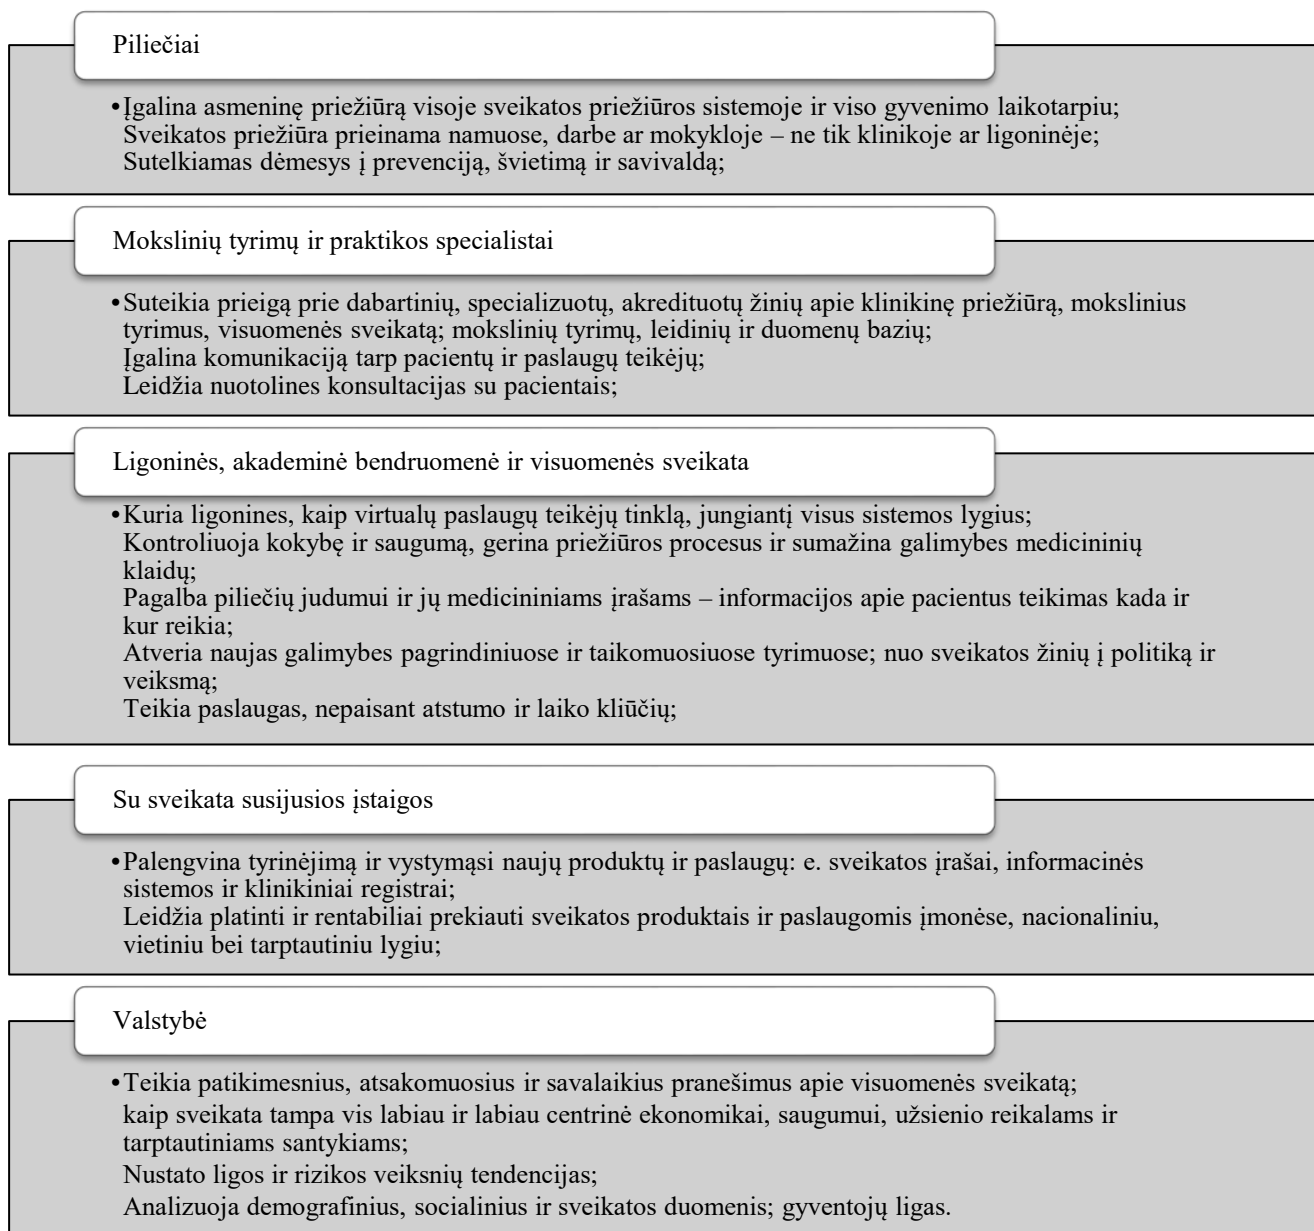 Piliečiai
•Įgalina asmeninę priežiūrą visoje sveikatos priežiūros sistemoje ir viso gyvenimo laikotarpiu;
Sveikatos priežiūra prieinama namuose, darbe ar mokykloje – ne tik klinikoje ar ligoninėje;
Sutelkiamas dėmesys į prevenciją, švietimą ir savivaldą;
Mokslinių tyrimų ir praktikos specialistai
•Suteikia prieigą prie dabartinių, specializuotų, akredituotų žinių apie klinikinę priežiūrą, mokslinius
tyrimus, visuomenės sveikatą; mokslinių tyrimų, leidinių ir duomenų bazių;
Įgalina komunikaciją tarp pacientų ir paslaugų teikėjų;
Leidžia nuotolines konsultacijas su pacientais;
Ligoninės, akademinė bendruomenė ir visuomenės sveikata
•Kuria ligonines, kaip virtualų paslaugų teikėjų tinklą, jungiantį visus sistemos lygius;
Kontroliuoja kokybę ir saugumą, gerina priežiūros procesus ir sumažina galimybes medicininių
klaidų;
Pagalba piliečių judumui ir jų medicininiams įrašams – informacijos apie pacientus teikimas kada ir
kur reikia;
Atveria naujas galimybes pagrindiniuose ir taikomuosiuose tyrimuose; nuo sveikatos žinių į politiką ir
veiksmą;
Teikia paslaugas, nepaisant atstumo ir laiko kliūčių;
Su sveikata susijusios įstaigos
•Palengvina tyrinėjimą ir vystymąsi naujų produktų ir paslaugų: e. sveikatos įrašai, informacinės
sistemos ir klinikiniai registrai;
Leidžia platinti ir rentabiliai prekiauti sveikatos produktais ir paslaugomis įmonėse, nacionaliniu,
vietiniu bei tarptautiniu lygiu;
Valstybė
•Teikia patikimesnius, atsakomuosius ir savalaikius pranešimus apie visuomenės sveikatą;
kaip sveikata tampa vis labiau ir labiau centrinė ekonomikai, saugumui, užsienio reikalams ir
tarptautiniams santykiams;
Nustato ligos ir rizikos veiksnių tendencijas;
Analizuoja demografinius, socialinius ir sveikatos duomenis; gyventojų ligas.